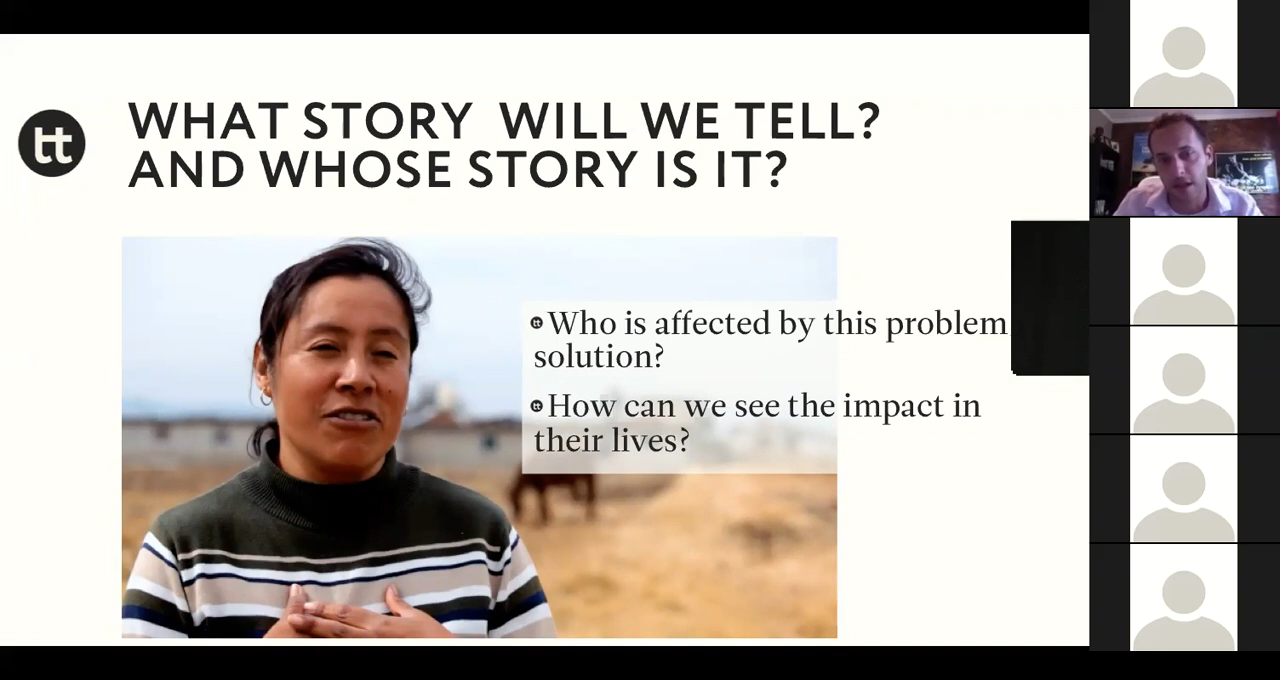 tt
WHAT STORY WILL WE TELL?
AND WHOSE STORY IS IT?
Who is affected by this problem
solution?
How can we see the impact in
their lives?